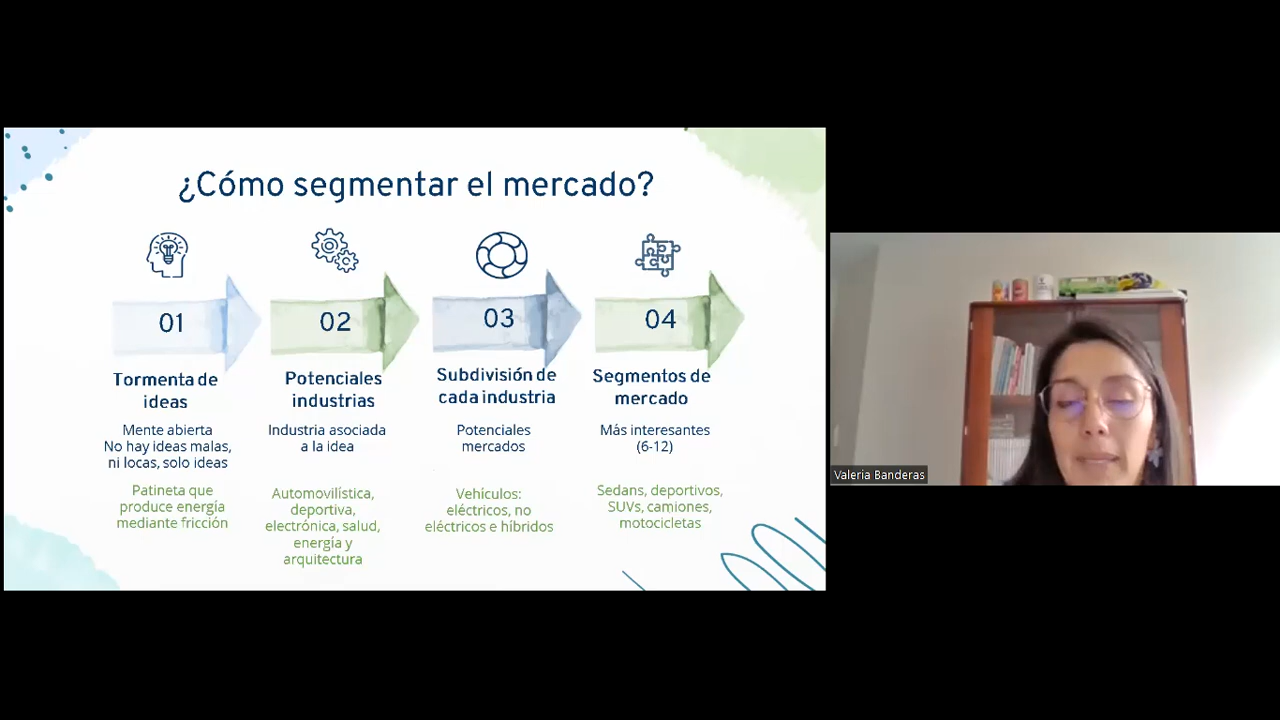 ¿Cómo segmentar el mercado?
01
02
03
04
Tormenta de
ideas
Mente abierta
No hay ideas malas,
ni locas, solo ideas
Patineta que
produce energía
mediante fricción
Potenciales
industrias
Industria asociada
a la idea
Automovilística,
deportiva,
electrónica, salud,
energía y
arquitectura
Subdivisión de
cada industria
Potenciales
mercados
Vehículos:
eléctricos, no
eléctricos e híbridos
Segmentos de
mercado
Más interesantes
(6-12)
Sedans, deportivos,
SUVs, camiones,
motocicletas
Valeria Banderas